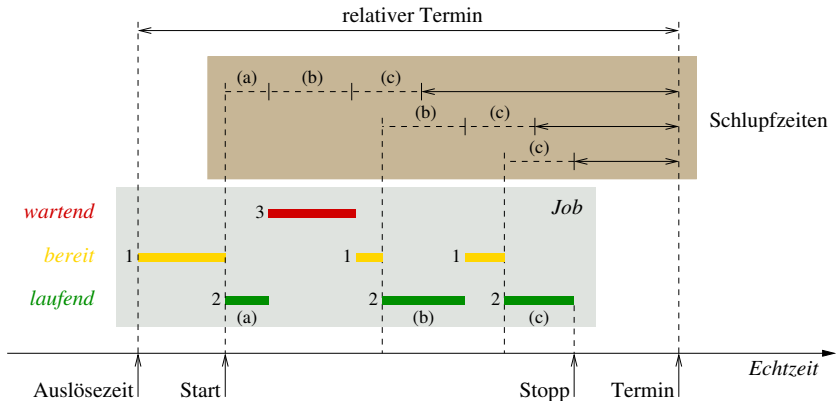 relativer Termin
(a) (b) (c)
(b) (c)
Schlupfzeiten
(c)
wartend 3 Job
bereit 1 1 1
laufend 2 2 2
(a) (b) (c)
Echtzeit
Auslösezeit Start Stopp Termin